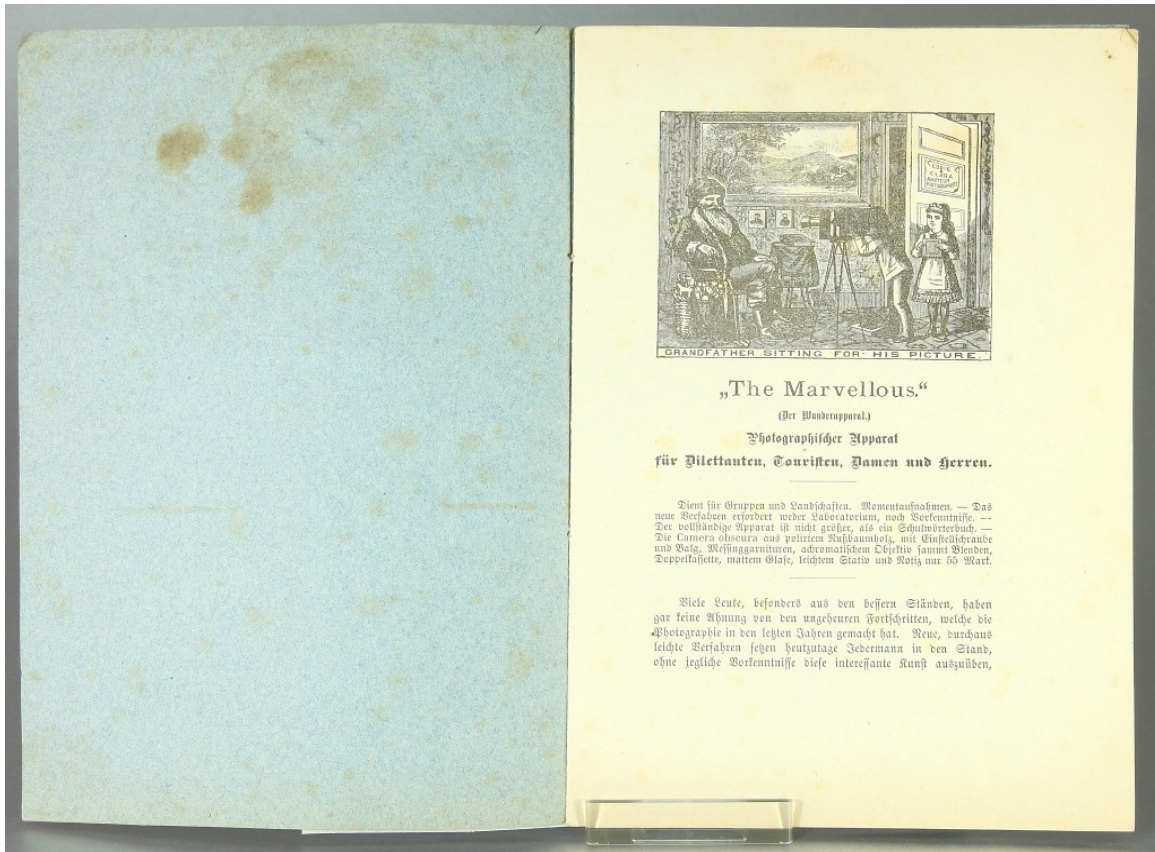 GEORGE & CLARA AMATEUR PHOTOGRAPHERS
GRANDFATHER SITTING FOR HIS PICTURE.
„The Marvellous.“
(Der Wunderapparat.)
Photographischer Apparat
für Dilettanten, Touristen, Damen und Herren.
Dient für Gruppen und Landschaften. Momentaufnahmen. — Das
neue Verfahren erfordert weder Laboratorium, noch Vorkenntnisse. —
Der vollständige Apparat ist nicht größer, als ein Schulwörterbuch. —
Die Camera obscura aus polirtem Nußbaumholz, mit Einstellschraube
und Balg, Messinggarnituren, achromatischem Objektiv sammt Blenden,
Doppelkassette, mattem Glase, leichtem Stativ und Notiz nur 55 Mark.
Viele Leute, besonders aus den bessern Ständen, haben
gar keine Ahnung von den ungeheuren Fortschritten, welche die
Photographie in den letzten Jahren gemacht hat. Neue, durchaus
leichte Verfahren setzen heutzutage Jedermann in den Stand,
ohne jegliche Vorkenntnisse diese interessante Kunst auszuüben,